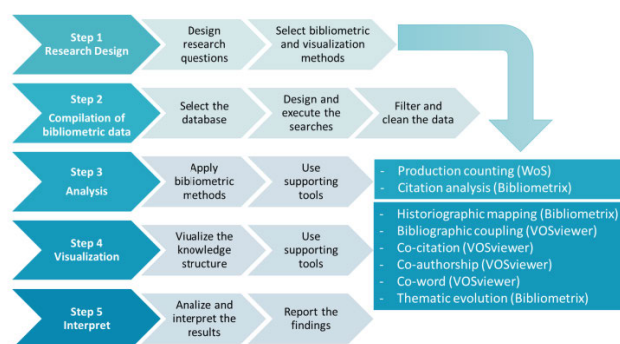 Step 1
Research Design
Design
research
questions
Select bibliometric
and visualization
methods
Step 2
Compilation of
bibliometric data
Select the
database
Design and
execute the
searches
Filter and
clean the data
Step 3
Analysis
Apply
bibliometric
methods
Use
supporting
tools
- Production counting (WoS)
- Citation analysis (Bibliometrix)
Step 4
Visualization
Vualize the
knowledge
structure
Use
supporting
tools
- Historiographic mapping (Bibliometrix)
- Bibliographic coupling (VOSviewer)
- Co-citation (VOSviewer)
- Co-authorship (VOSviewer)
- Co-word (VOSviewer)
- Thematic evolution (Bibliometrix)
Step 5
Interpret
Analize and
interpret the
results
Report the
findings